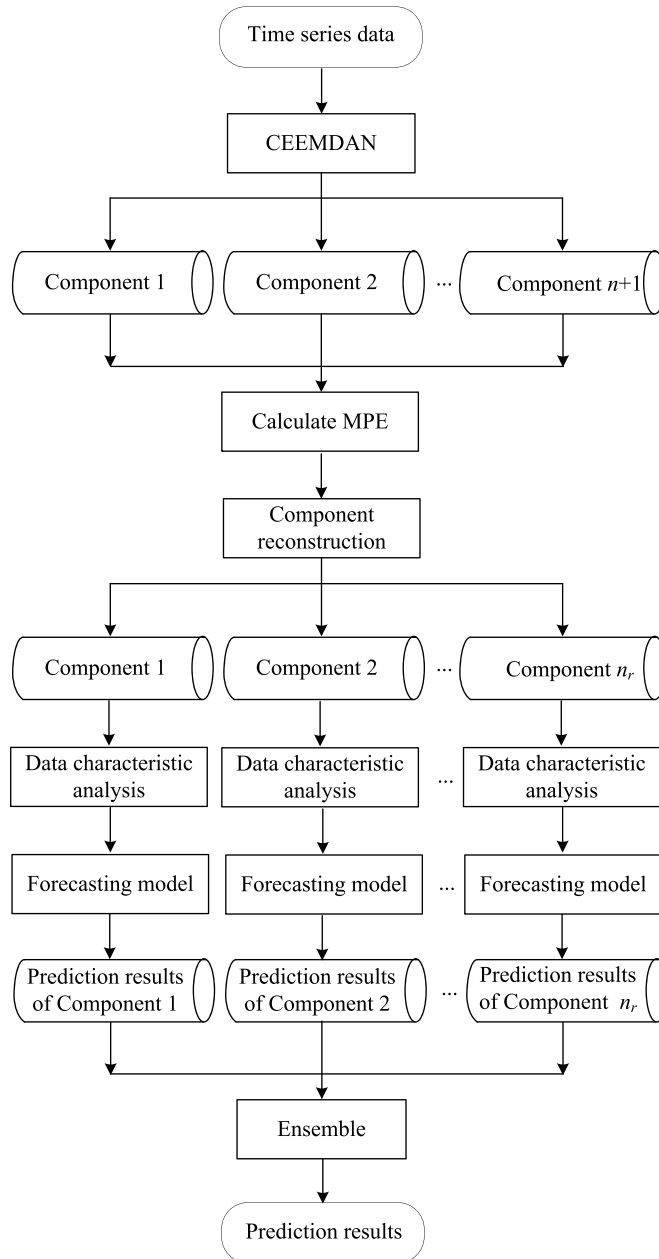 Time series data
CEEMDAN
Component 1
Component 2
...
Component n+1
Calculate MPE
Component
reconstruction
Component 1
Component 2
...
Component nᵣ
Data characteristic
analysis
Data characteristic
analysis
...
Data characteristic
analysis
Forecasting model
Forecasting model
...
Forecasting model
Prediction results
of Component 1
Prediction results
of Component 2
...
Prediction results
of Component nᵣ
Ensemble
Prediction results